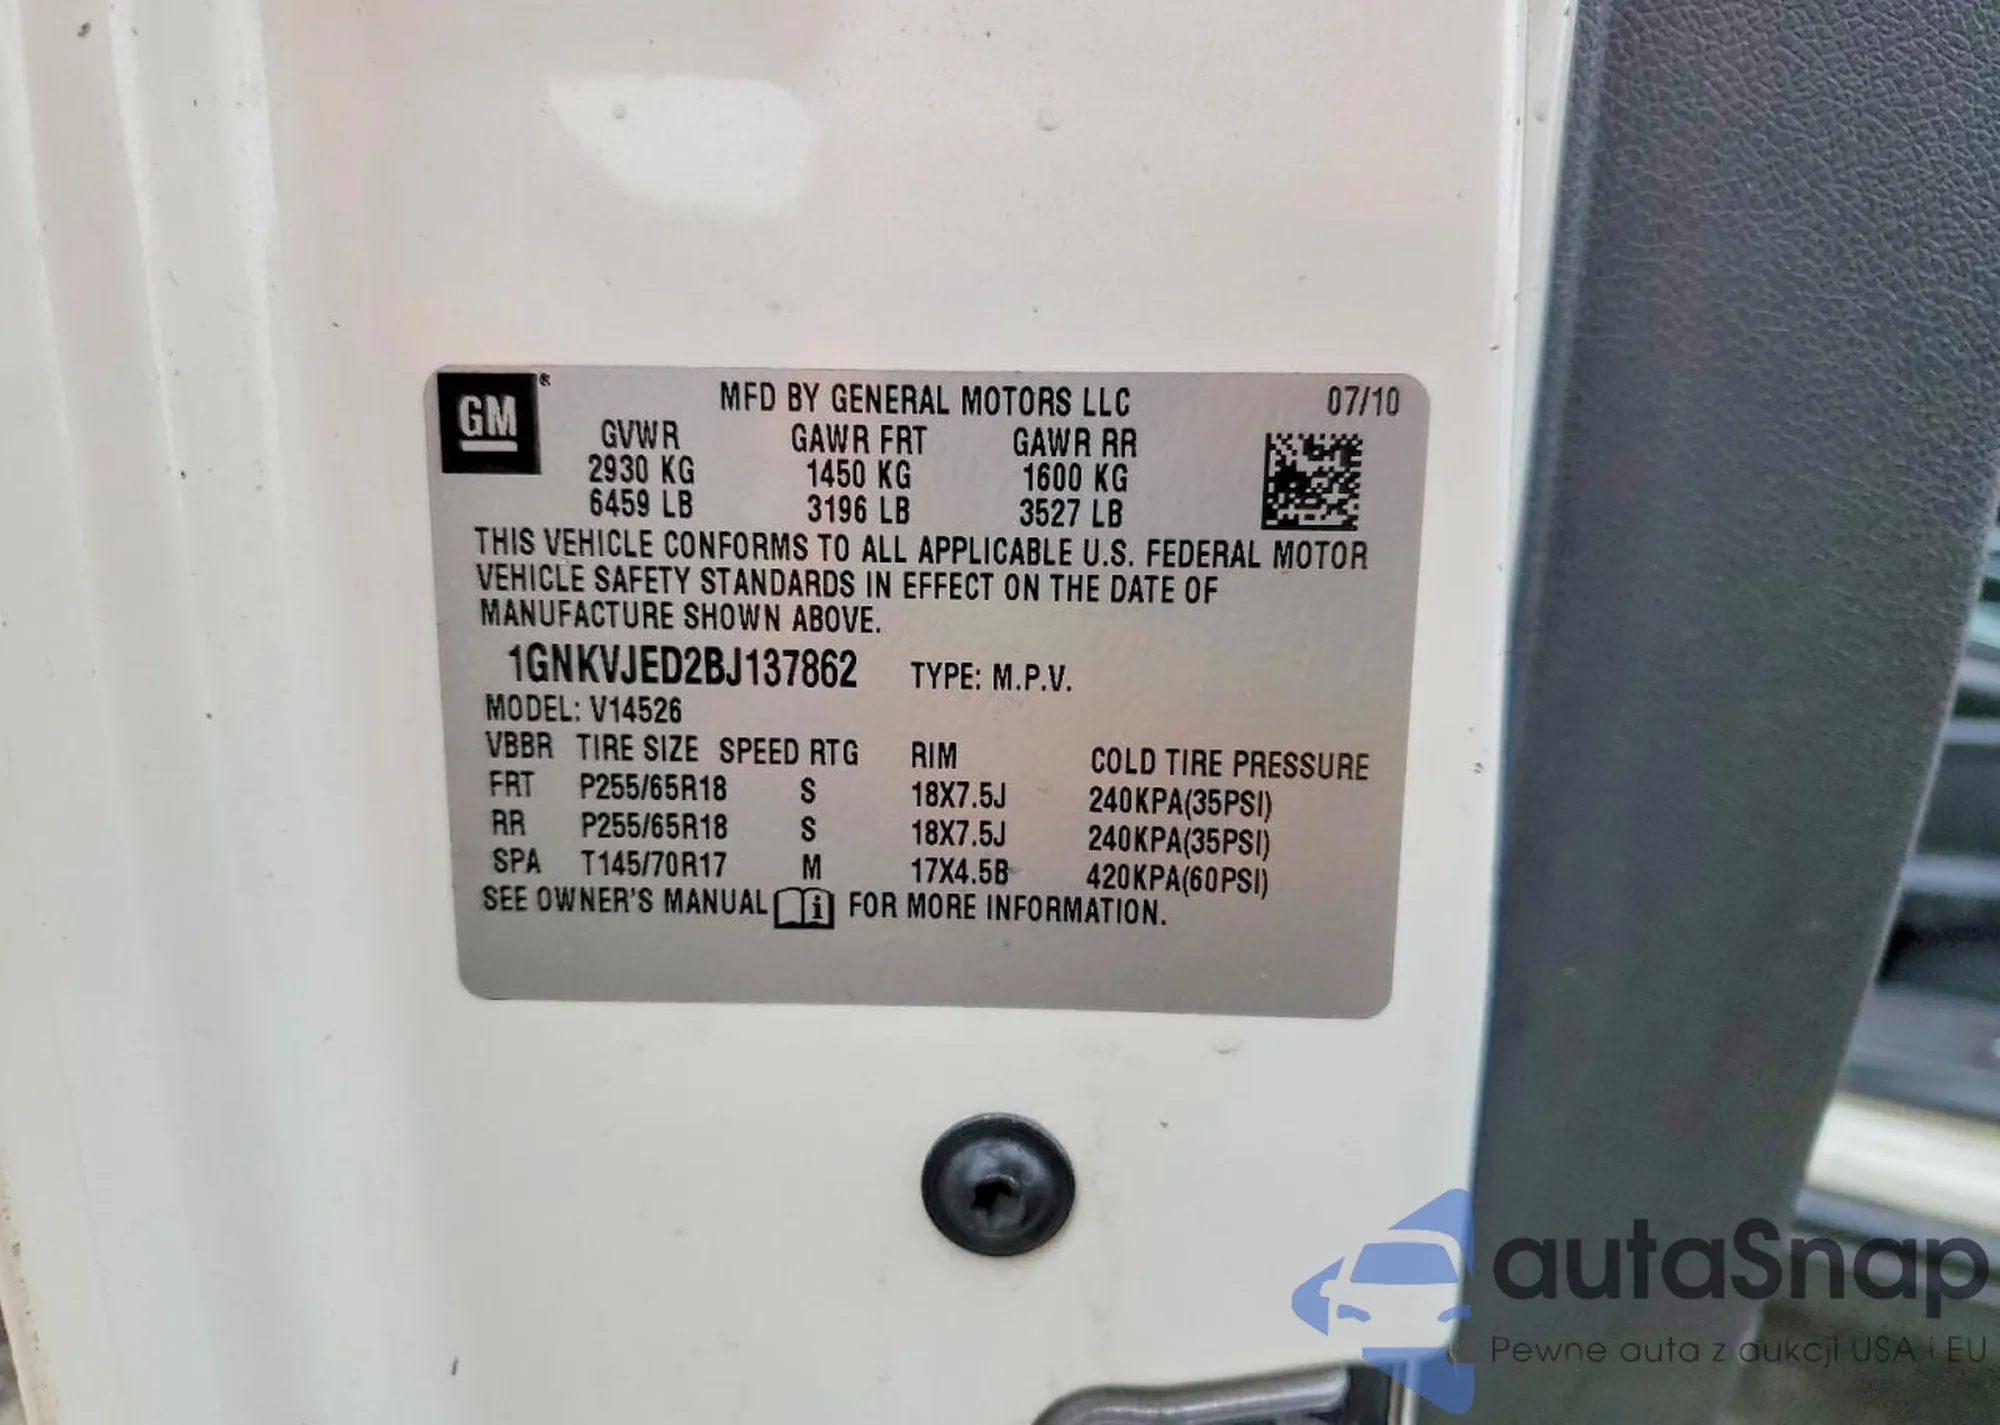 GM®
MFD BY GENERAL MOTORS LLC 07/10
GVWR GAWR FRT GAWR RR
2930 KG 1450 KG 1600 KG
6459 LB 3196 LB 3527 LB
THIS VEHICLE CONFORMS TO ALL APPLICABLE U.S. FEDERAL MOTOR
VEHICLE SAFETY STANDARDS IN EFFECT ON THE DATE OF
MANUFACTURE SHOWN ABOVE.
1GNKVJED2BJ137862 TYPE: M.P.V.
MODEL: V14526
VBBR TIRE SIZE SPEED RTG RIM COLD TIRE PRESSURE
FRT P255/65R18 S 18X7.5J 240KPA(35PSI)
RR P255/65R18 S 18X7.5J 240KPA(35PSI)
SPA T145/70R17 M 17X4.5B 420KPA(60PSI)
SEE OWNER'S MANUAL i FOR MORE INFORMATION.
autaSnap
Pewne auta z aukcji USA i EU